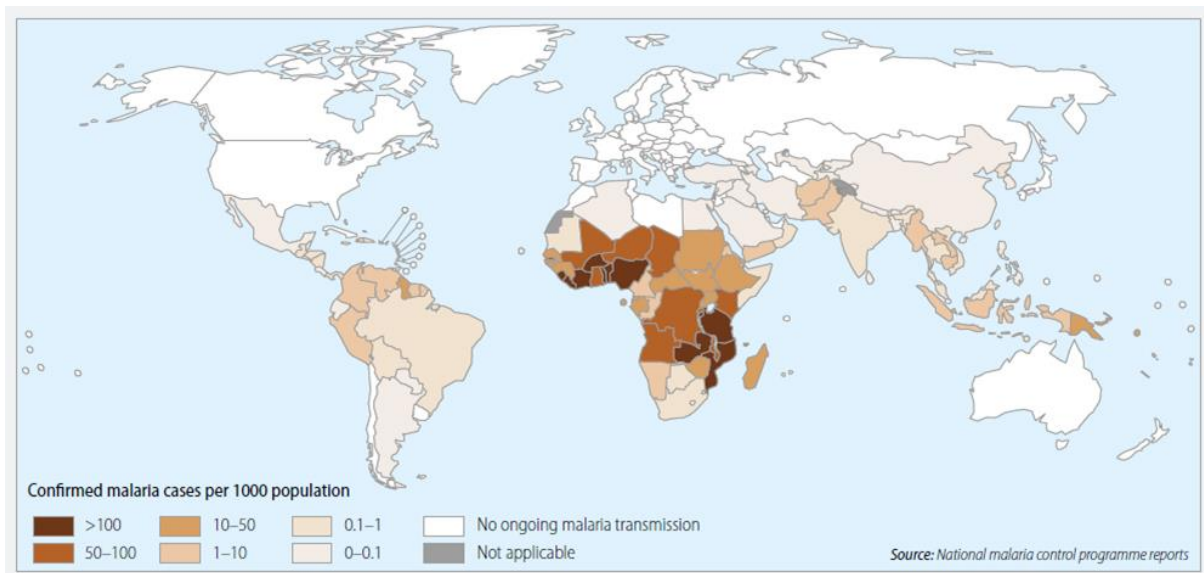 Confirmed malaria cases per 1000 population
>100
10–50
0.1–1
No ongoing malaria transmission
50–100
1–10
0–0.1
Not applicable
Source: National malaria control programme reports